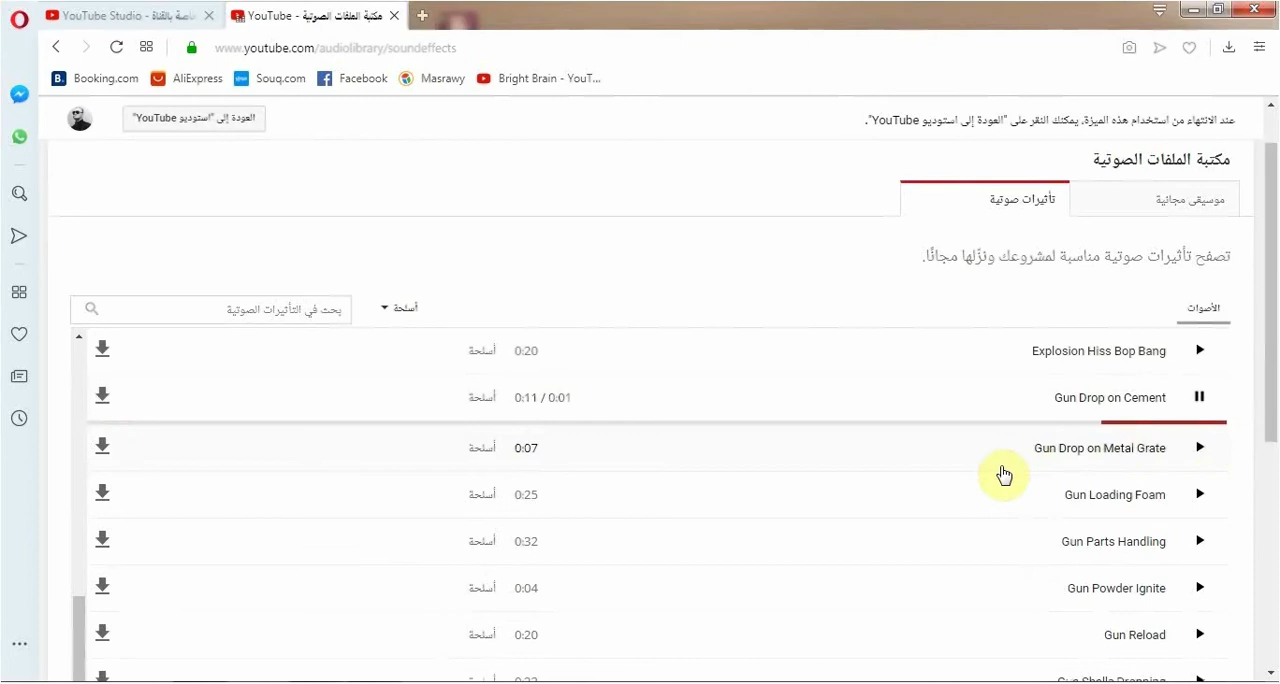 YouTube Studio - خاصة بالقناة
مكتبة الملفات الصوتية - YouTube
www.youtube.com/audiolibrary/soundeffects
Booking.com
AliExpress
Souq.com
Facebook
Masrawy
Bright Brain - YouT...
عند الانتهاء من استخدام هذه الميزة، يمكنك النقر على "العودة إلى استوديو YouTube".
العودة إلى "استوديو YouTube"
مكتبة الملفات الصوتية
موسيقى مجانية
تأثيرات صوتية
تصفح تأثيرات صوتية مناسبة لمشروعك ونزّلها مجانًا.
الأصوات
أسلحة
بحث في التأثيرات الصوتية
Explosion Hiss Bop Bang 0:20 أسلحة
Gun Drop on Cement 0:11 / 0:01 أسلحة
Gun Drop on Metal Grate 0:07 أسلحة
Gun Loading Foam 0:25 أسلحة
Gun Parts Handling 0:32 أسلحة
Gun Powder Ignite 0:04 أسلحة
Gun Reload 0:20 أسلحة